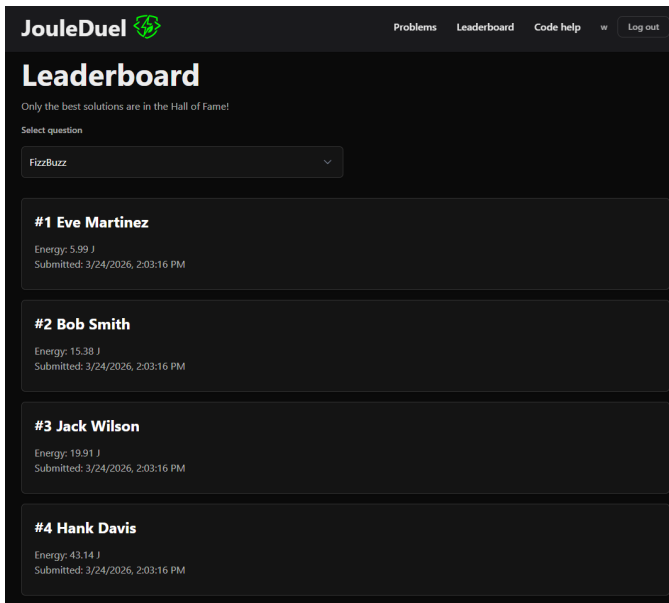 JouleDuel
Problems Leaderboard Code help w Log out
Leaderboard
Only the best solutions are in the Hall of Fame!
Select question
FizzBuzz
#1 Eve Martinez
Energy: 5.99 J
Submitted: 3/24/2026, 2:03:16 PM
#2 Bob Smith
Energy: 15.38 J
Submitted: 3/24/2026, 2:03:16 PM
#3 Jack Wilson
Energy: 19.91 J
Submitted: 3/24/2026, 2:03:16 PM
#4 Hank Davis
Energy: 43.14 J
Submitted: 3/24/2026, 2:03:16 PM